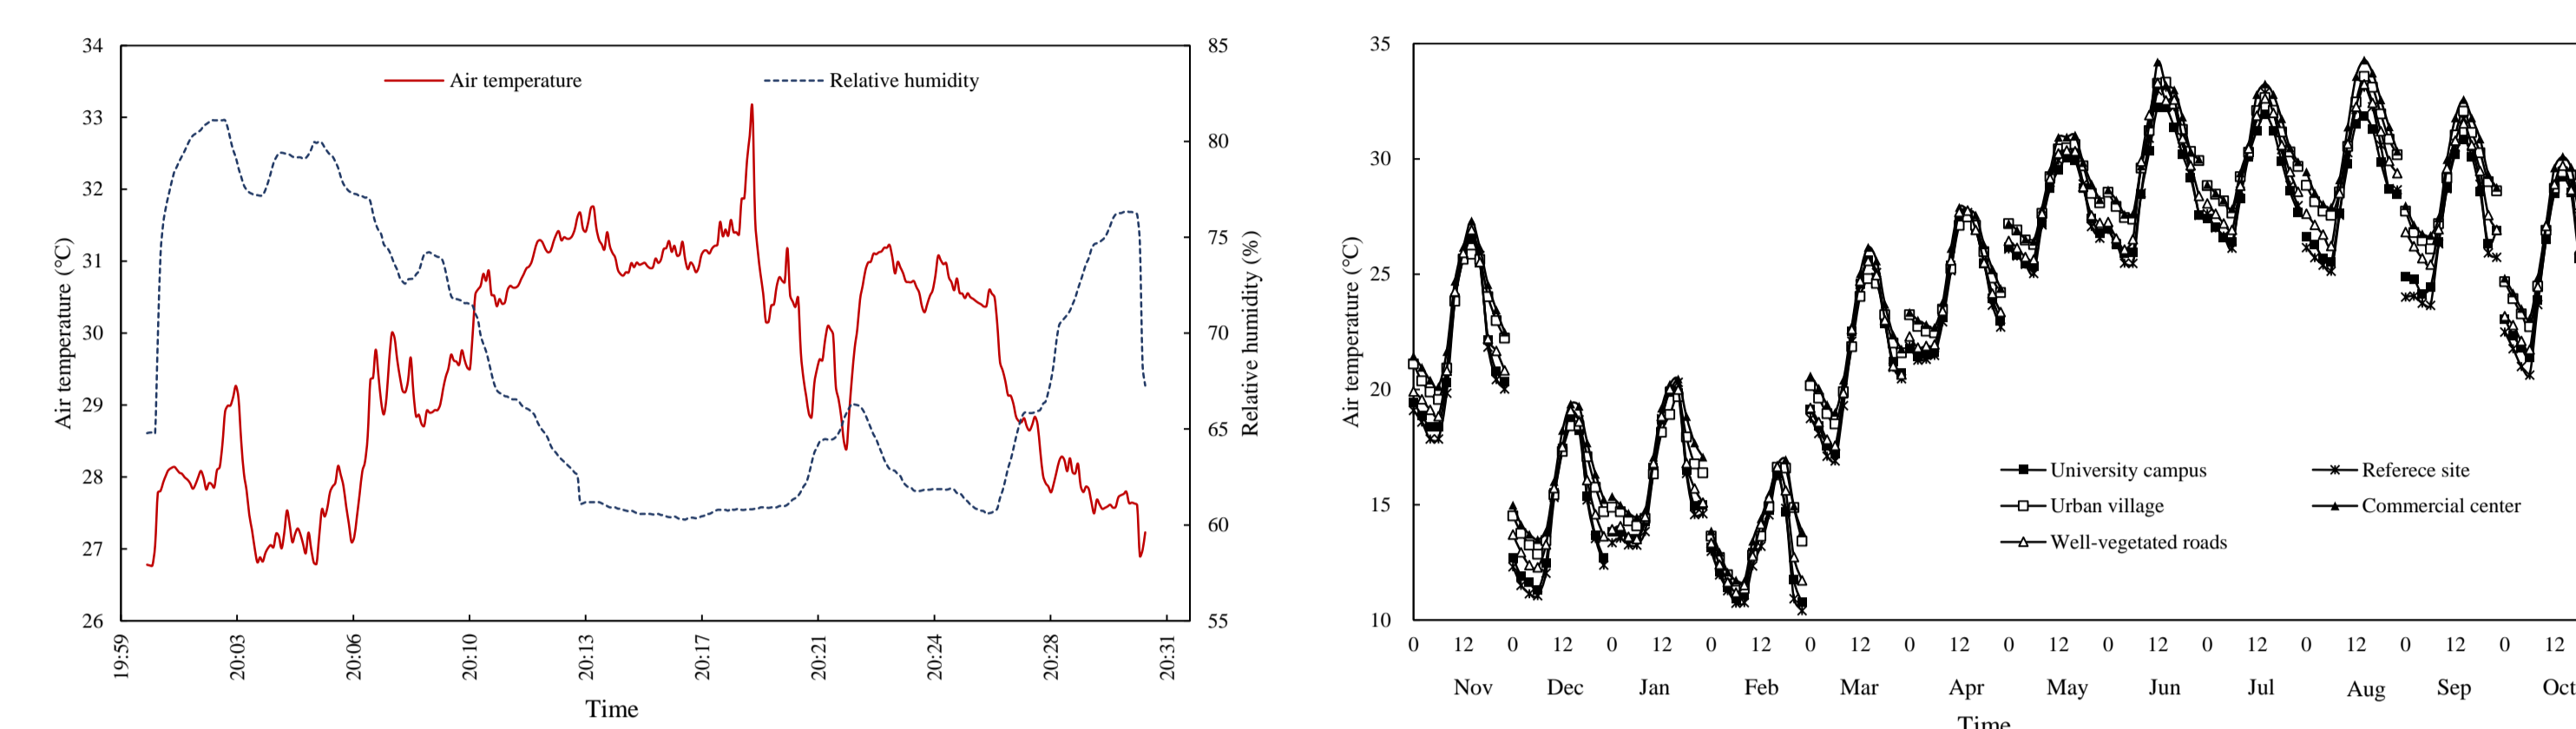 34
33
32
31
30
29
28
27
26
Air temperature (℃)
Air temperature
Relative humidity
85
80
75
70
65
60
55
Relative humidity (%)
19:59
20:03
20:06
20:10
20:13
20:17
20:21
20:24
20:28
20:31
Time
35
30
25
20
15
10
Air temperature (℃)
University campus
Referece site
Urban village
Commercial center
Well-vegetated roads
0 12 0 12 0 12 0 12 0 12 0 12 0 12 0 12 0 12 0 12 0 12 0 12
Nov Dec Jan Feb Mar Apr May Jun Jul Aug Sep Oct
Time